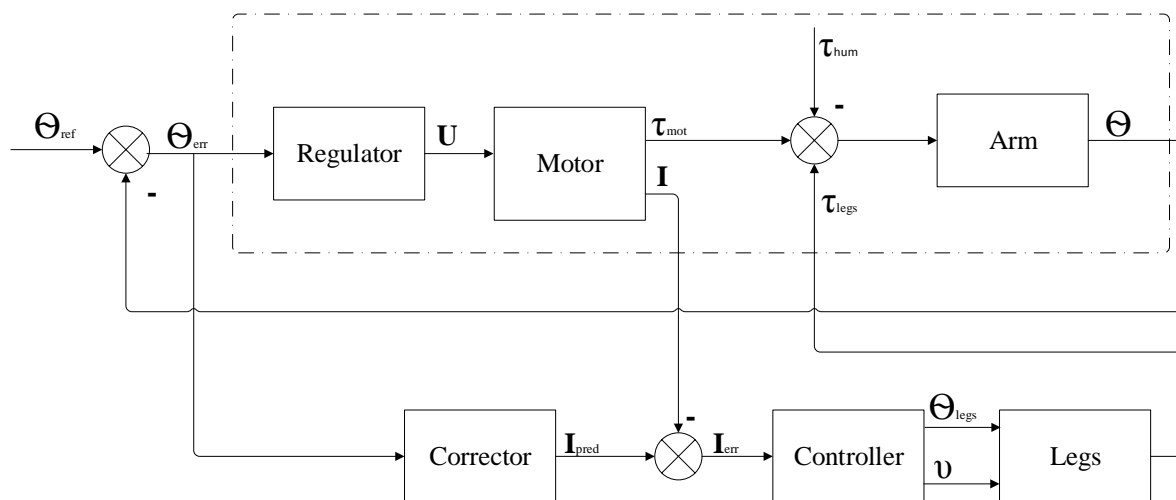 τhum
-
Θref
Θerr
Regulator
U
Motor
τmot
I
Arm
Θ
-
τlegs
-
Corrector
Ipred
Ierr
Controller
Θlegs
υ
Legs